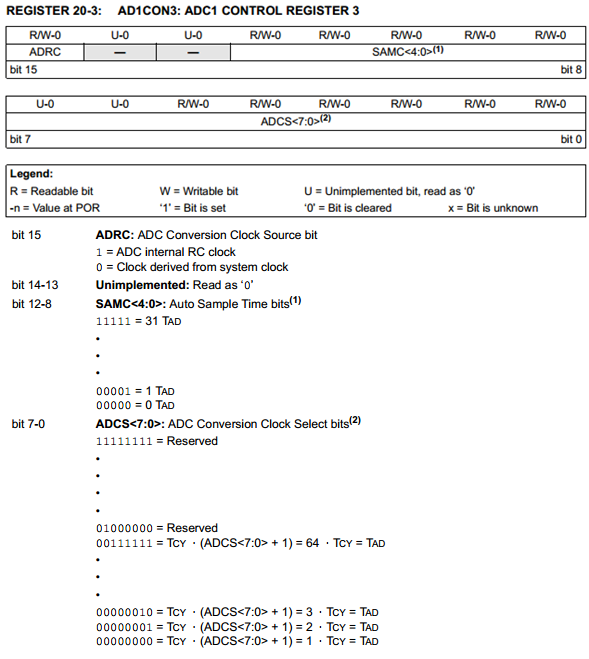 REGISTER 20-3: AD1CON3: ADC1 CONTROL REGISTER 3
R/W-0 U-0 U-0 R/W-0 R/W-0 R/W-0 R/W-0 R/W-0
ADRC — — SAMC<4:0>(1)
bit 15 bit 8
U-0 U-0 R/W-0 R/W-0 R/W-0 R/W-0 R/W-0 R/W-0
ADCS<7:0>(2)
bit 7 bit 0
Legend:
R = Readable bit W = Writable bit U = Unimplemented bit, read as ‘0’
-n = Value at POR ‘1’ = Bit is set ‘0’ = Bit is cleared x = Bit is unknown
bit 15 ADRC: ADC Conversion Clock Source bit
1 = ADC internal RC clock
0 = Clock derived from system clock
bit 14-13 Unimplemented: Read as ‘0’
bit 12-8 SAMC<4:0>: Auto Sample Time bits(1)
11111 = 31 TAD
•
•
•
00001 = 1 TAD
00000 = 0 TAD
bit 7-0 ADCS<7:0>: ADC Conversion Clock Select bits(2)
11111111 = Reserved
•
•
•
•
01000000 = Reserved
00111111 = TCY · (ADCS<7:0> + 1) = 64 · TCY = TAD
•
•
•
00000010 = TCY · (ADCS<7:0> + 1) = 3 · TCY = TAD
00000001 = TCY · (ADCS<7:0> + 1) = 2 · TCY = TAD
00000000 = TCY · (ADCS<7:0> + 1) = 1 · TCY = TAD